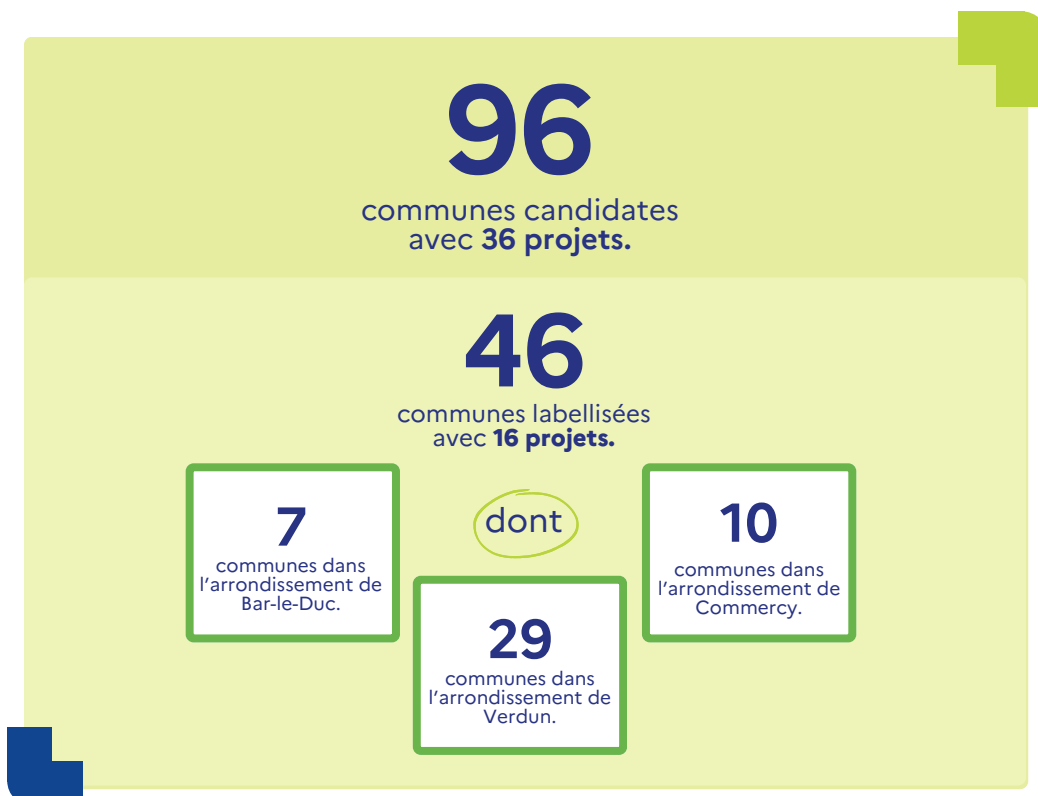 96
communes candidates
avec 36 projets.
46
communes labellisées
avec 16 projets.
dont
7
communes dans
l'arrondissement de
Bar-le-Duc.
29
communes dans
l'arrondissement de
Verdun.
10
communes dans
l'arrondissement de
Commercy.